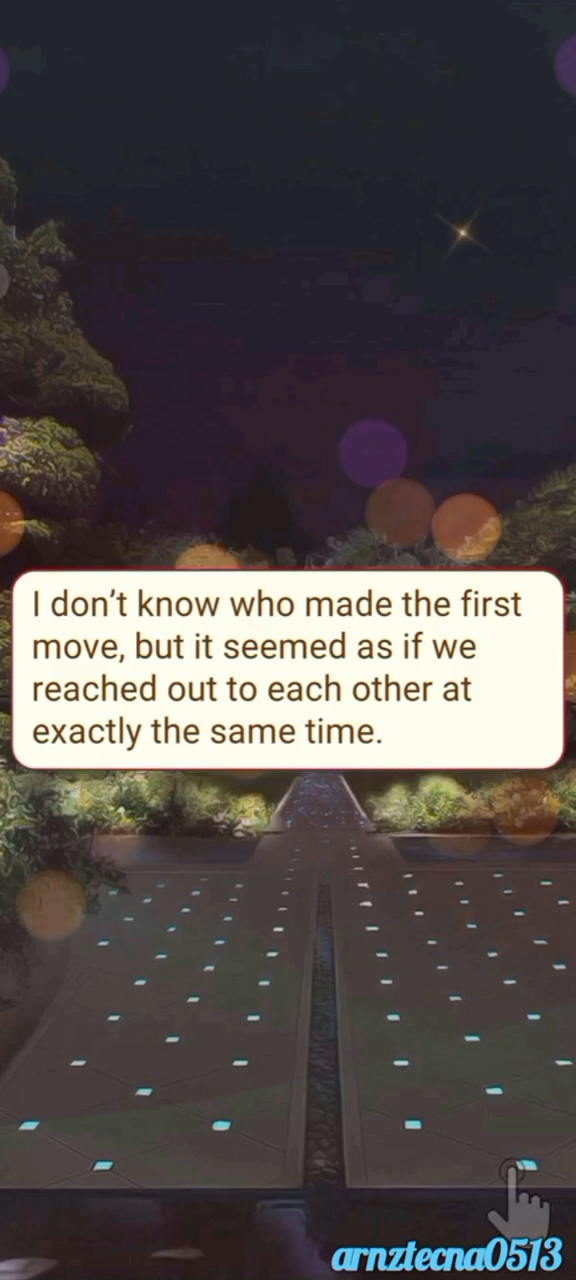 I don’t know who made the first
move, but it seemed as if we
reached out to each other at
exactly the same time.
arnztecna0513